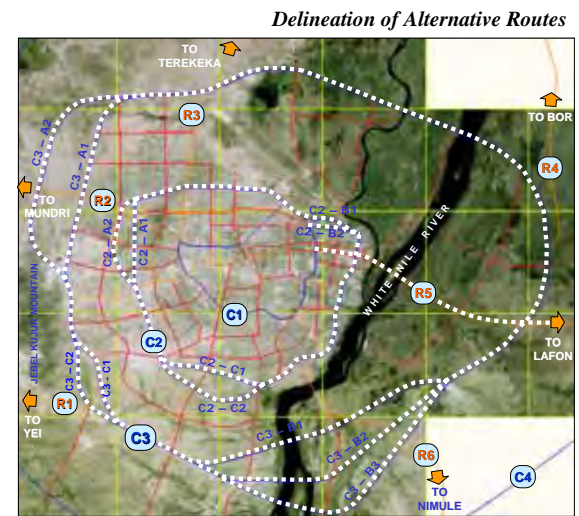 Delineation of Alternative Routes
TO
TEREKEKA
TO BOR
R3
C3 – A2
C3 – A1
R4
TO
MUNDRI
R2
C2 – A2
C2 – A1
C2 – B1
C2 – B2
WHITE NILE RIVER
JEBEL KUJUR MOUNTAIN
C1
R5
C2
TO
LAFON
C3 – C2
C3 - C1
C2 – C1
C2 – C2
R1
TO
YEI
C3
C3 – B1
C3 – B2
C3 – B3
R6
TO
NIMULE
C4